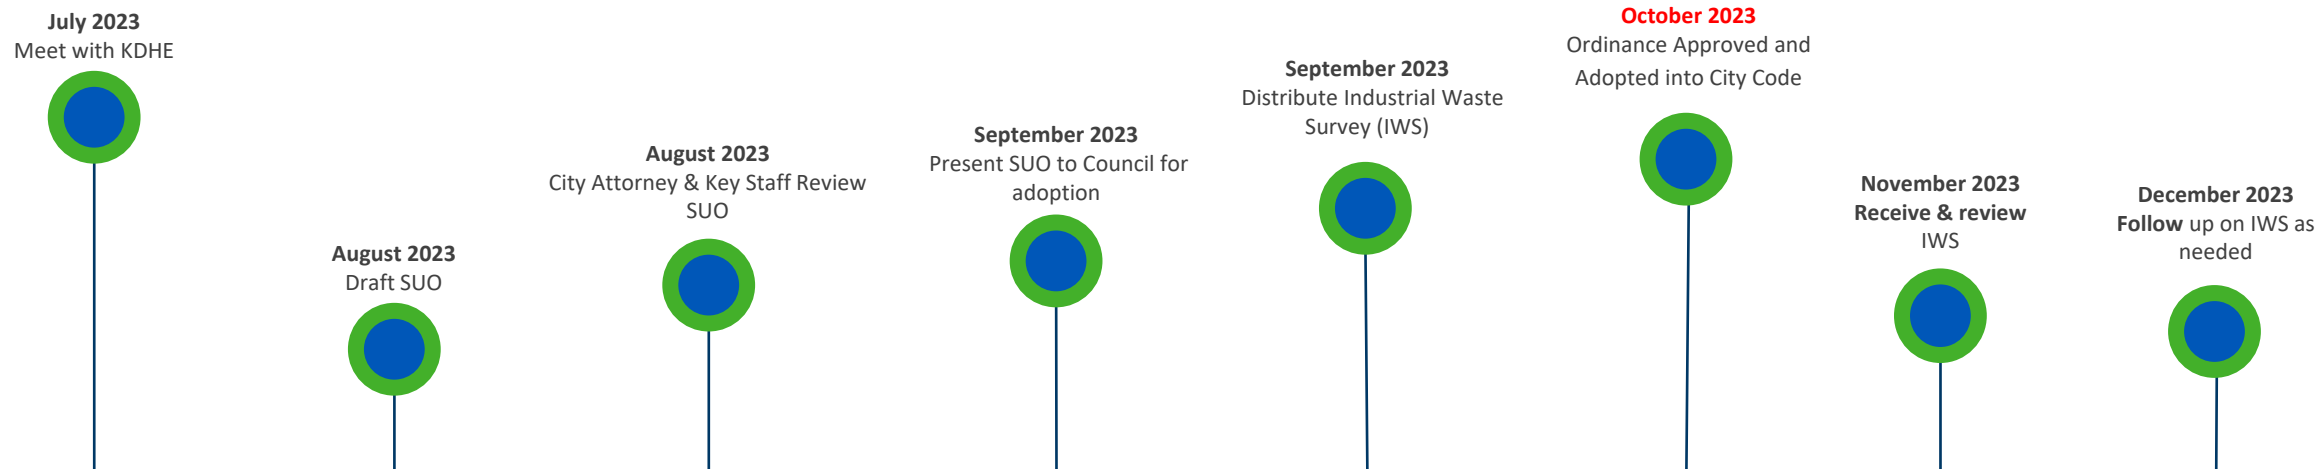 July 2023
Meet with KDHE
August 2023
Draft SUO
August 2023
City Attorney & Key Staff Review
SUO
September 2023
Present SUO to Council for
adoption
September 2023
Distribute Industrial Waste
Survey (IWS)
October 2023
Ordinance Approved and
Adopted into City Code
November 2023
Receive & review
IWS
December 2023
Follow up on IWS as
needed